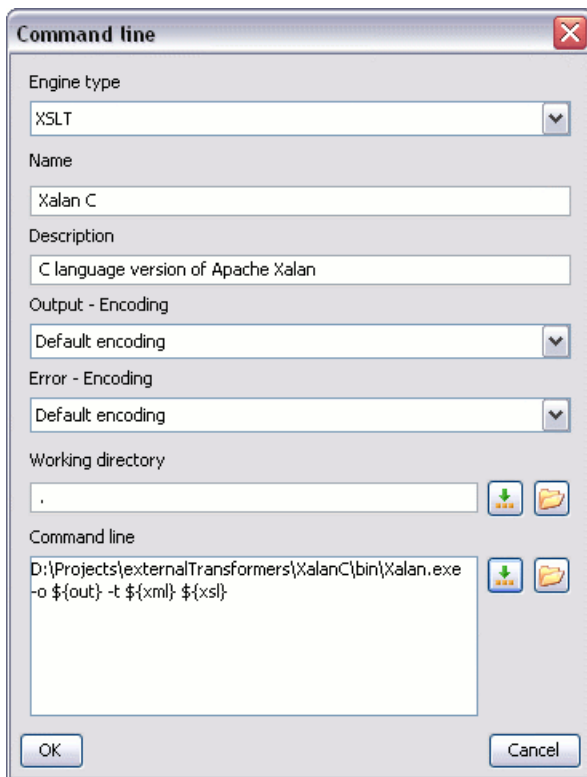 Command line
Engine type
XSLT
Name
Xalan C
Description
C language version of Apache Xalan
Output - Encoding
Default encoding
Error - Encoding
Default encoding
Working directory
.
Command line
D:\Projects\externalTransformers\XalanC\bin\Xalan.exe
-o ${out} -t ${xml} ${xsl}
OK
Cancel